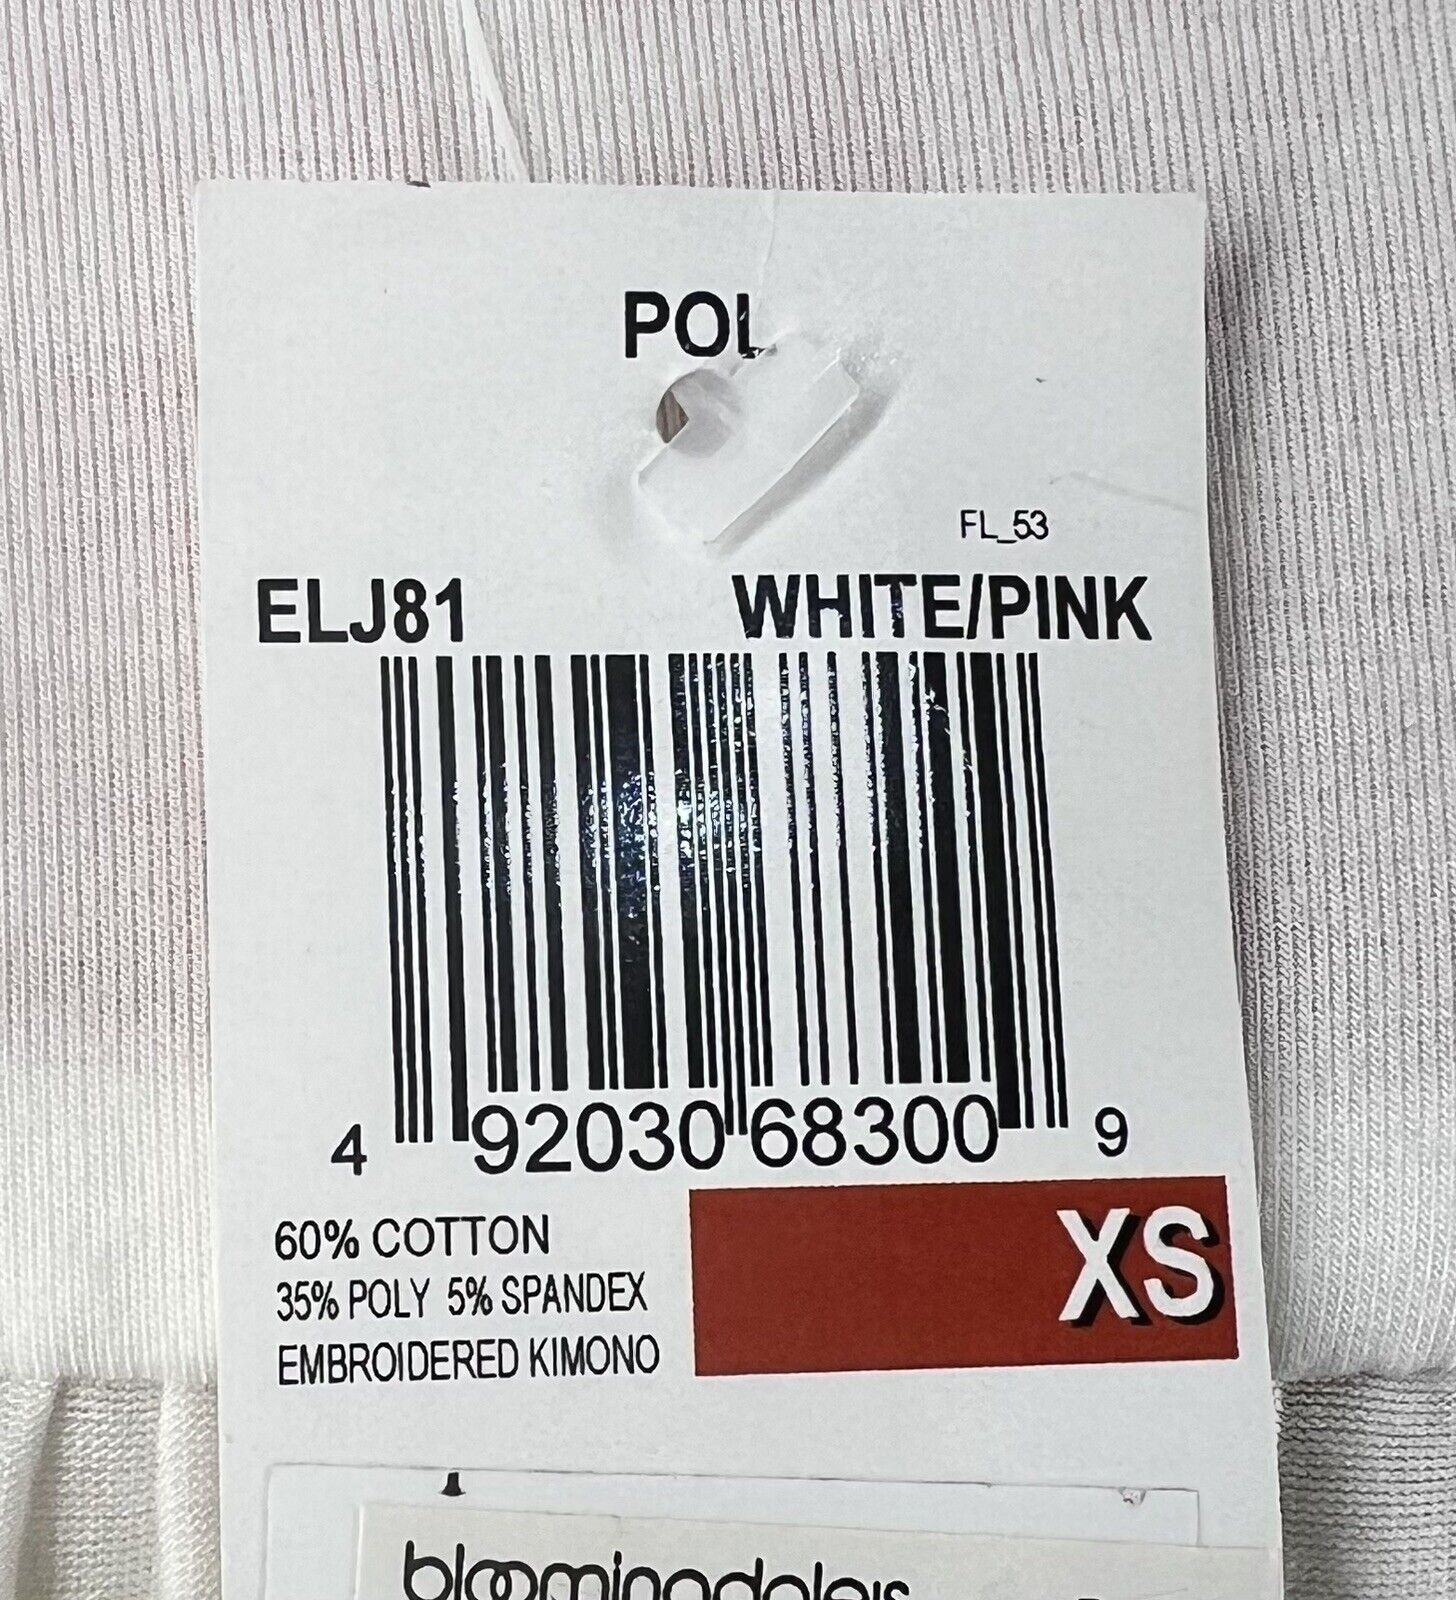 POL
FL_53
ELJ81 WHITE/PINK
4 92030 68300 9
60% COTTON
35% POLY 5% SPANDEX
EMBROIDERED KIMONO
XS
bloomingdale's